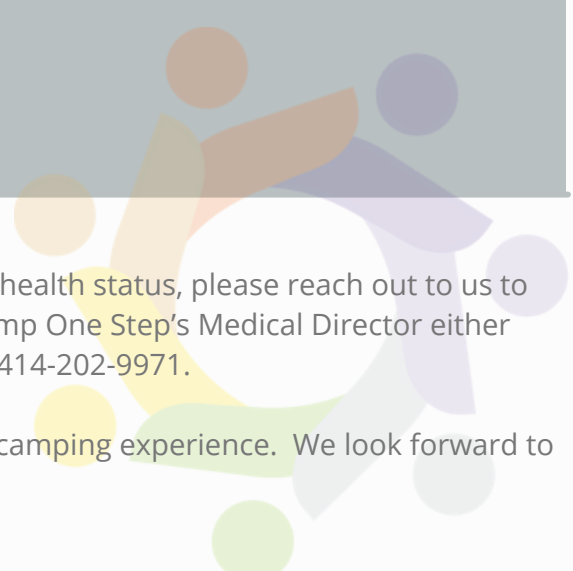 health status, please reach out to us to
mp One Step’s Medical Director either
414-202-9971.
camping experience.  We look forward to